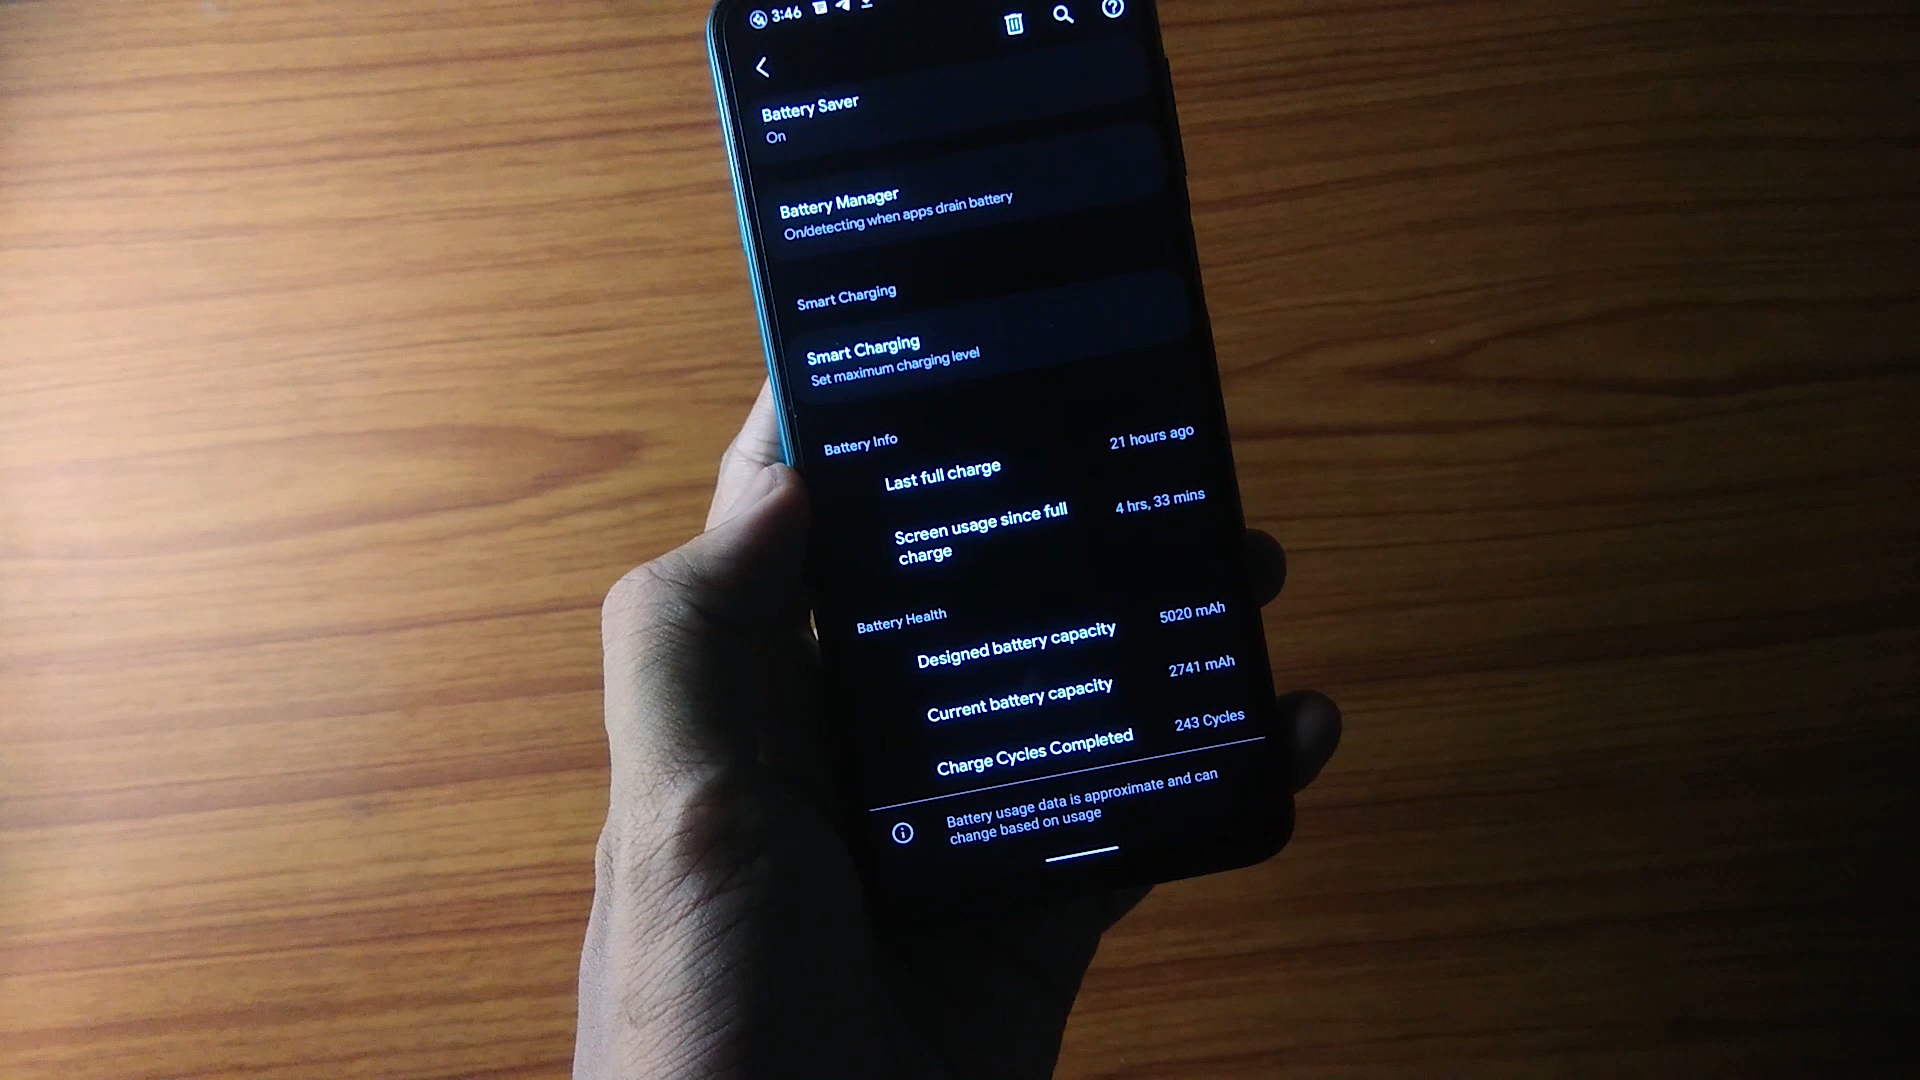 3:46
Battery Saver
On
Battery Manager
On/detecting when apps drain battery
Smart Charging
Smart Charging
Set maximum charging level
Battery Info
Last full charge
21 hours ago
Screen usage since full
charge
4 hrs, 33 mins
Battery Health
Designed battery capacity
5020 mAh
Current battery capacity
2741 mAh
Charge Cycles Completed
243 Cycles
Battery usage data is approximate and can
change based on usage